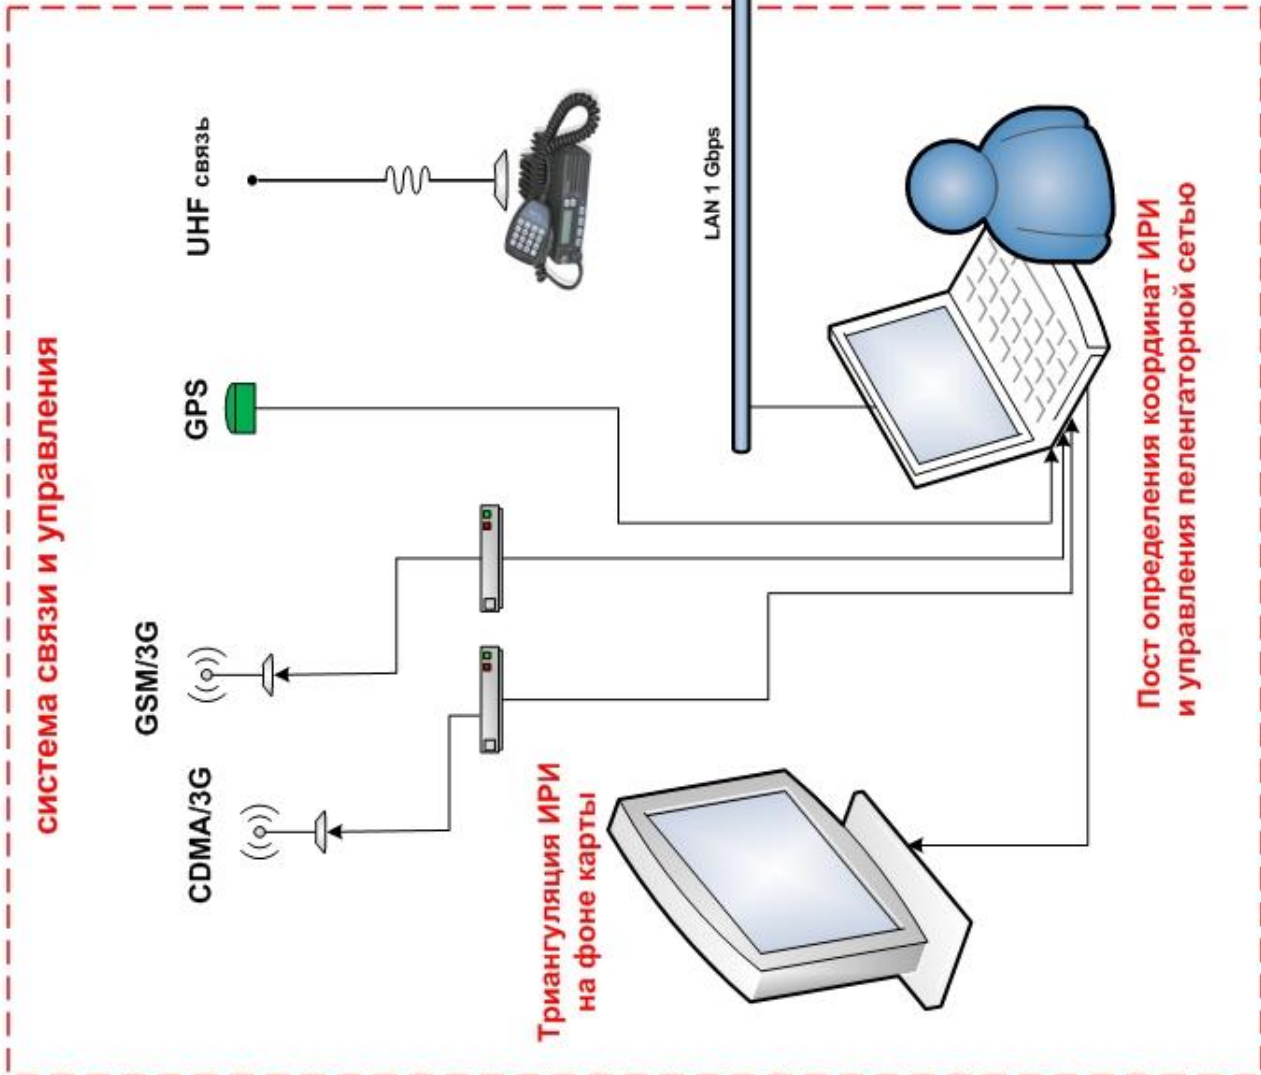 система связи и управления
CDMA/3G
GSM/3G
GPS
UHF связь
Триангуляция ИРИ
на фоне карты
LAN 1 Gbps
Пост определения координат ИРИ
и управления пеленгаторной сетью